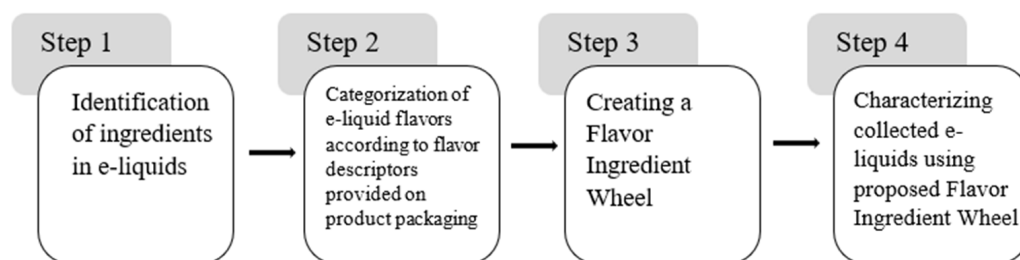 Step 1
Identification
of ingredients
in e-liquids
Step 2
Categorization of
e-liquid flavors
according to flavor
descriptors
provided on
product packaging
Step 3
Creating a
Flavor
Ingredient
Wheel
Step 4
Characterizing
collected e-
liquids using
proposed Flavor
Ingredient Wheel